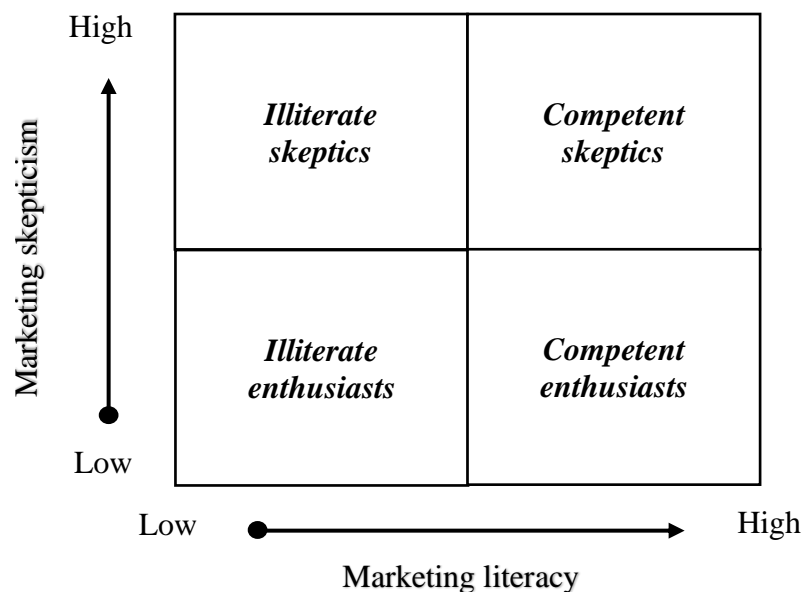 High
Marketing skepticism
Illiterate
skeptics
Competent
skeptics
Illiterate
enthusiasts
Competent
enthusiasts
Low
Low
High
Marketing literacy